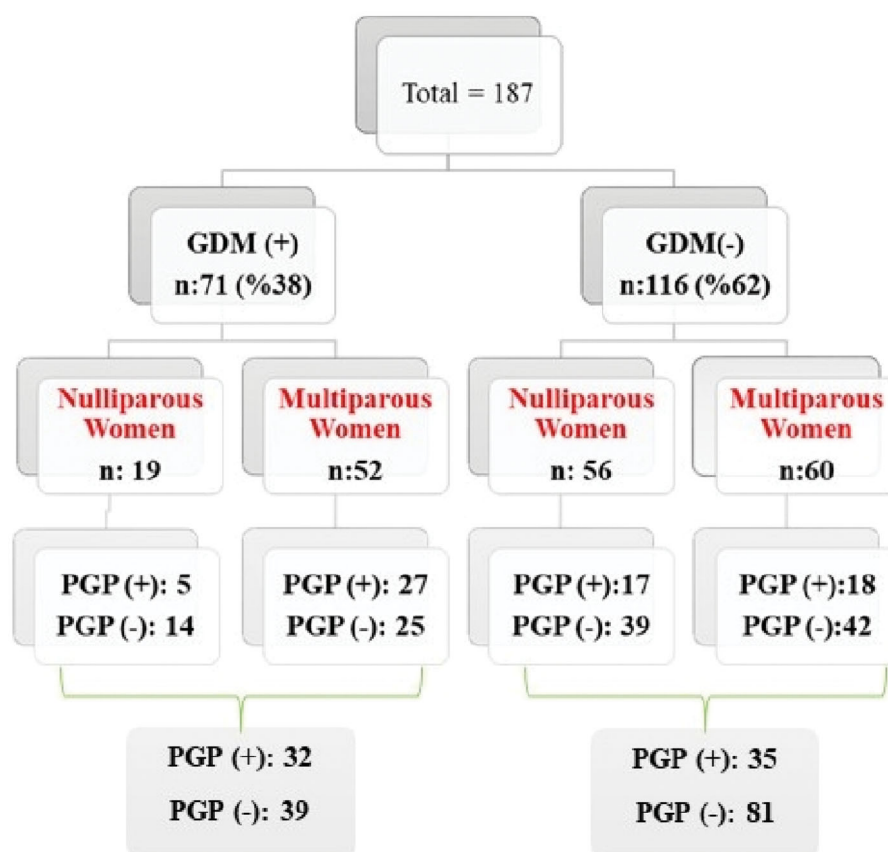 Total = 187
GDM (+)
n:71 (%38)
GDM(-)
n:116 (%62)
Nulliparous
Women
n: 19
Multiparous
Women
n:52
Nulliparous
Women
n: 56
Multiparous
Women
n:60
PGP (+): 5
PGP (-): 14
PGP (+): 27
PGP (-): 25
PGP (+):17
PGP (-): 39
PGP (+):18
PGP (-):42
PGP (+): 32
PGP (-): 39
PGP (+): 35
PGP (-): 81